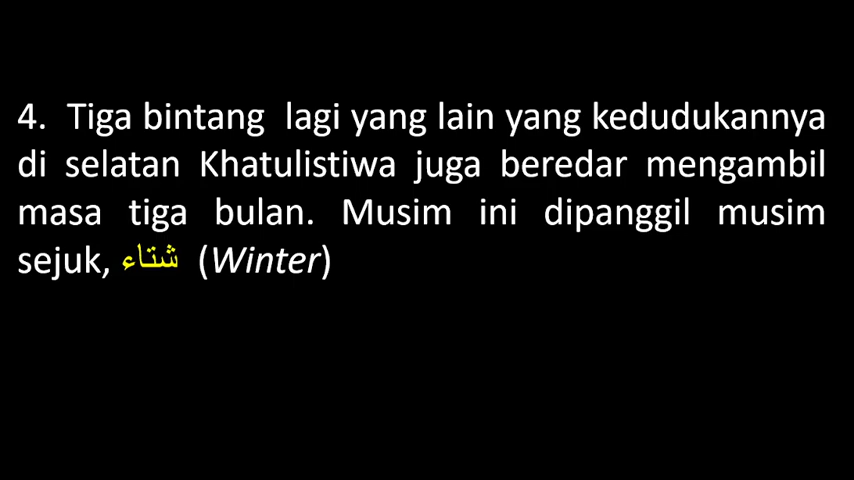 4. Tiga bintang lagi yang lain yang kedudukannya
di selatan Khatulistiwa juga beredar mengambil
masa tiga bulan. Musim ini dipanggil musim
sejuk, شتاء (Winter)